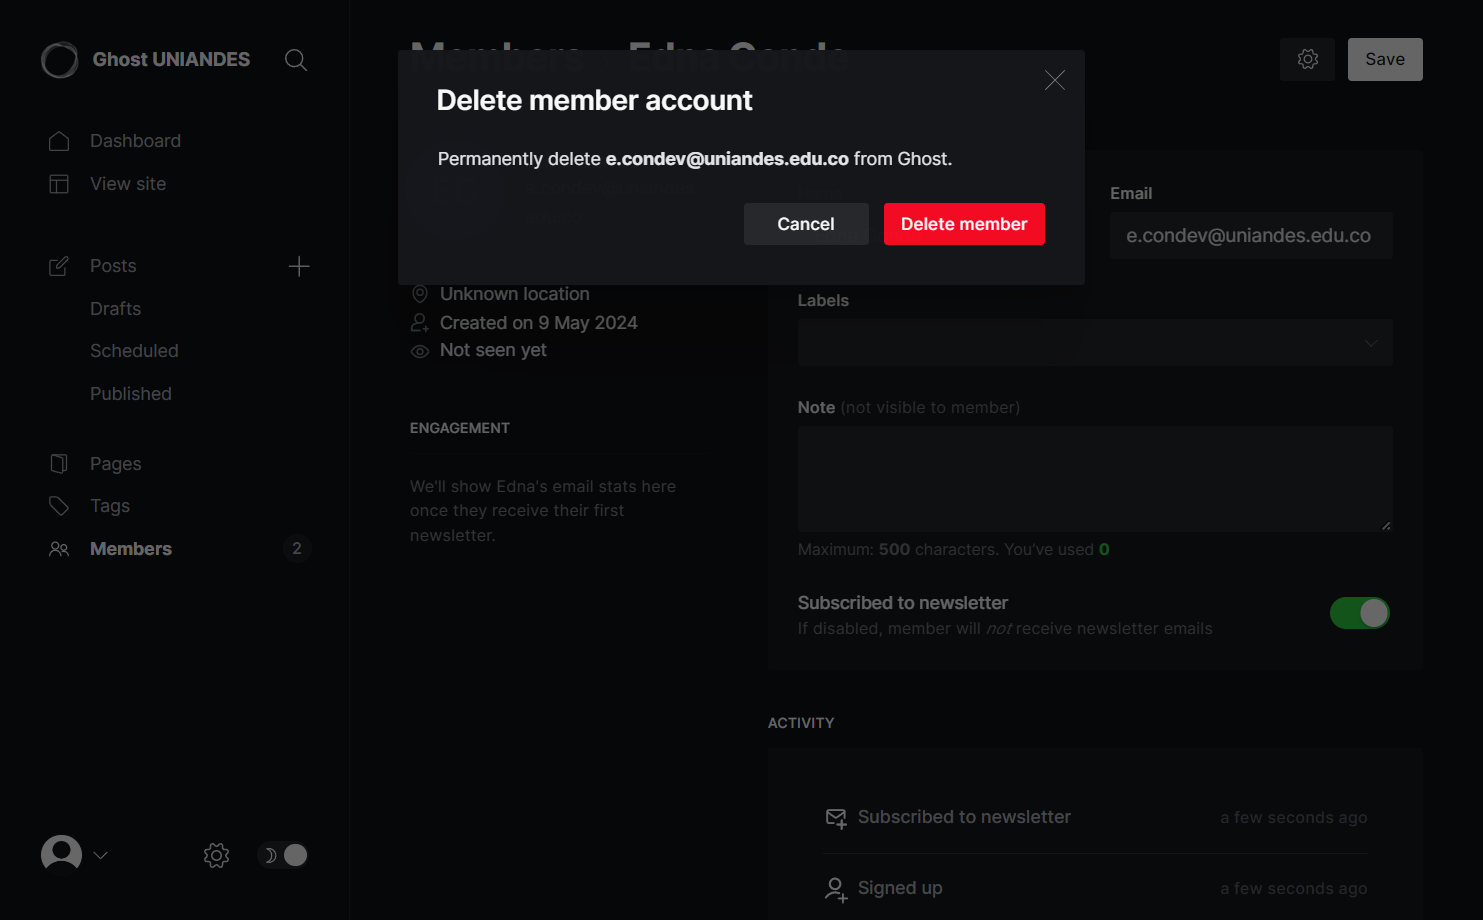 Ghost UNIANDES
Dashboard
View site
Posts
Drafts
Scheduled
Published
Pages
Tags
Members 2
Members Edna Conde
Save
Delete member account
Permanently delete e.condev@uniandes.edu.co from Ghost.
Cancel
Delete member
Unknown location
Created on 9 May 2024
Not seen yet
ENGAGEMENT
We'll show Edna's email stats here
once they receive their first
newsletter.
Email
e.condev@uniandes.edu.co
Labels
Note (not visible to member)
Maximum: 500 characters. You've used 0
Subscribed to newsletter
If disabled, member will not receive newsletter emails
ACTIVITY
Subscribed to newsletter a few seconds ago
Signed up a few seconds ago